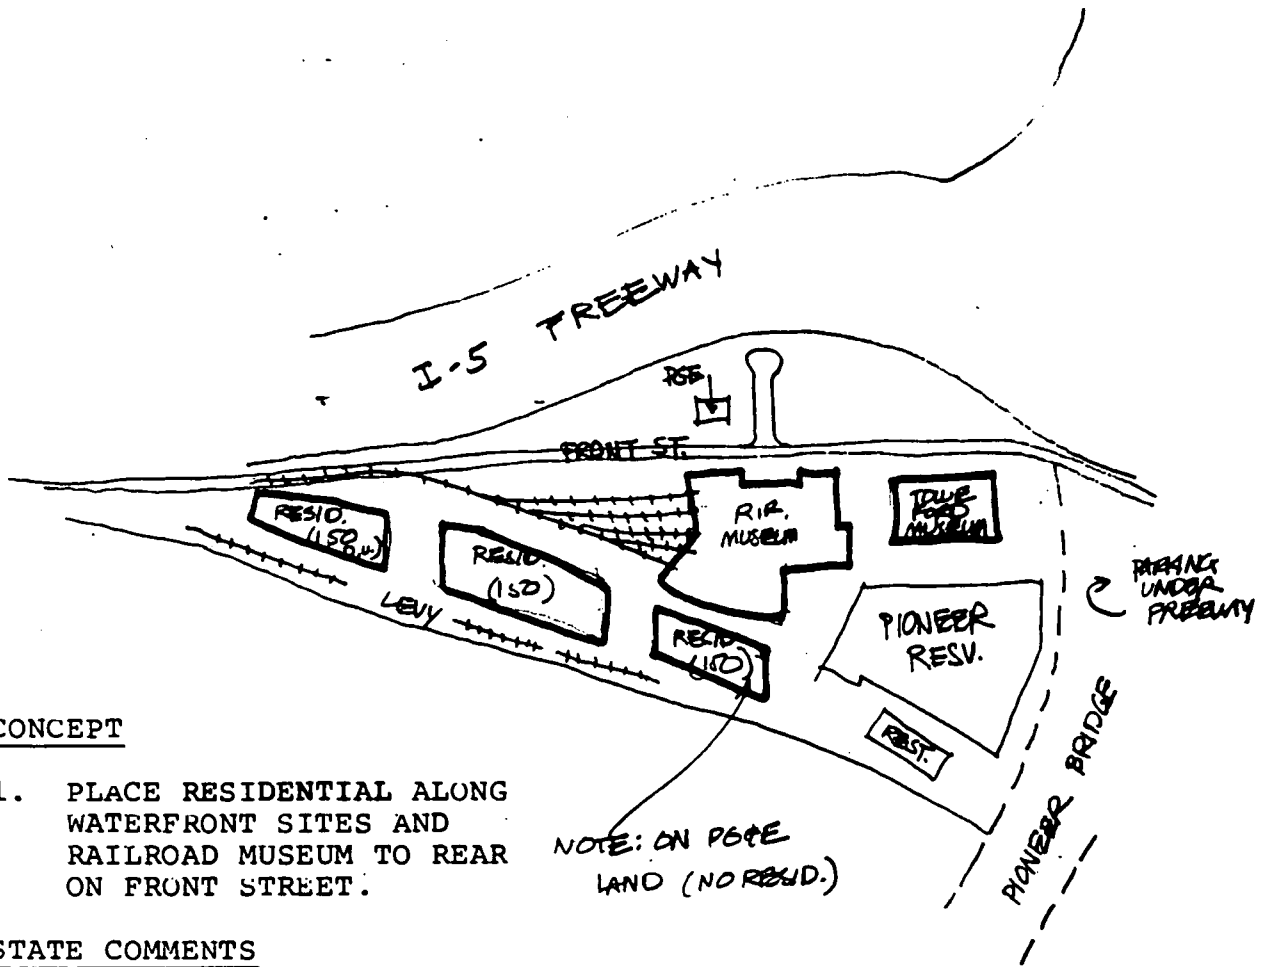 I-5 FREEWAY
PGE
FRONT ST.
RESID.
(150
D.U.)
RESID.
(150)
R.R.
MUSEUM
TOWE
FORD
MUSEUM
PARKING
UNDER
FREEWAY
LEVY
RESID.
(150)
PIONEER
RESV.
REST.
PIONEER BRIDGE
CONCEPT
1. PLACE RESIDENTIAL ALONG
WATERFRONT SITES AND
RAILROAD MUSEUM TO REAR
ON FRONT STREET.
NOTE: ON PG&E
LAND (NO RESID.)
STATE COMMENTS